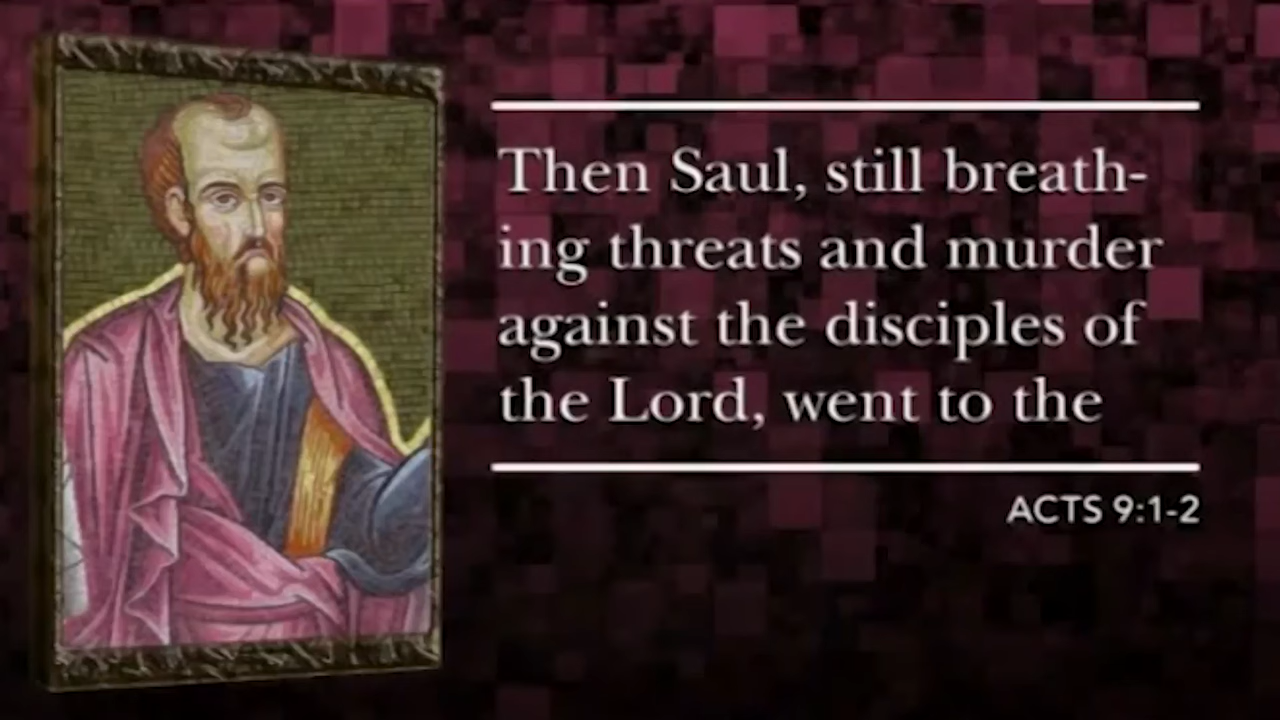 Then Saul, still breath-
ing threats and murder
against the disciples of
the Lord, went to the
ACTS 9:1-2